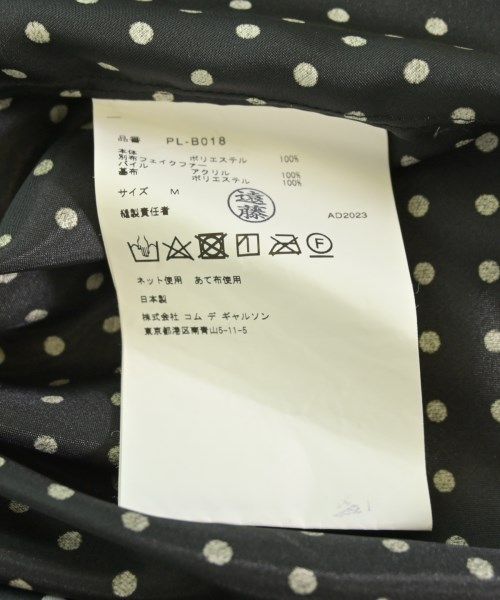 品番 PL-B018
本体 ポリエステル 100%
別布フェイクファー
パイル アクリル 100%
基布 ポリエステル 100%
サイズ M
縫製責任者 遠藤 AD2023
F
ネット使用 あて布使用
日本製
株式会社 コム デ ギャルソン
東京都港区南青山5-11-5